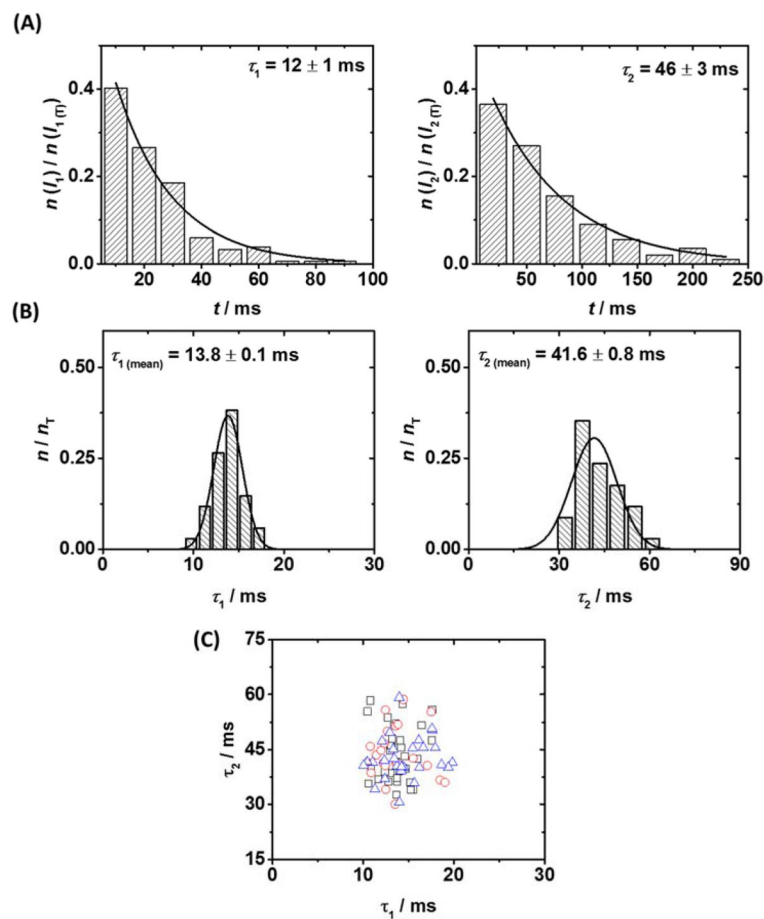 (A)
τ1 = 12 ± 1 ms
τ2 = 46 ± 3 ms
n (I1) / n (I1 (T))
0.4
0.2
0.0
20 40 60 80 100
t / ms
n (I2) / n (I2 (T))
0.4
0.2
0.0
50 100 150 200 250
t / ms
(B)
τ1 (mean) = 13.8 ± 0.1 ms
τ2 (mean) = 41.6 ± 0.8 ms
n / nT
0.50
0.25
0.00
0 10 20 30
τ1 / ms
n / nT
0.50
0.25
0.00
0 30 60 90
τ2 / ms
(C)
τ2 / ms
75
60
45
30
15
0 10 20 30
τ1 / ms